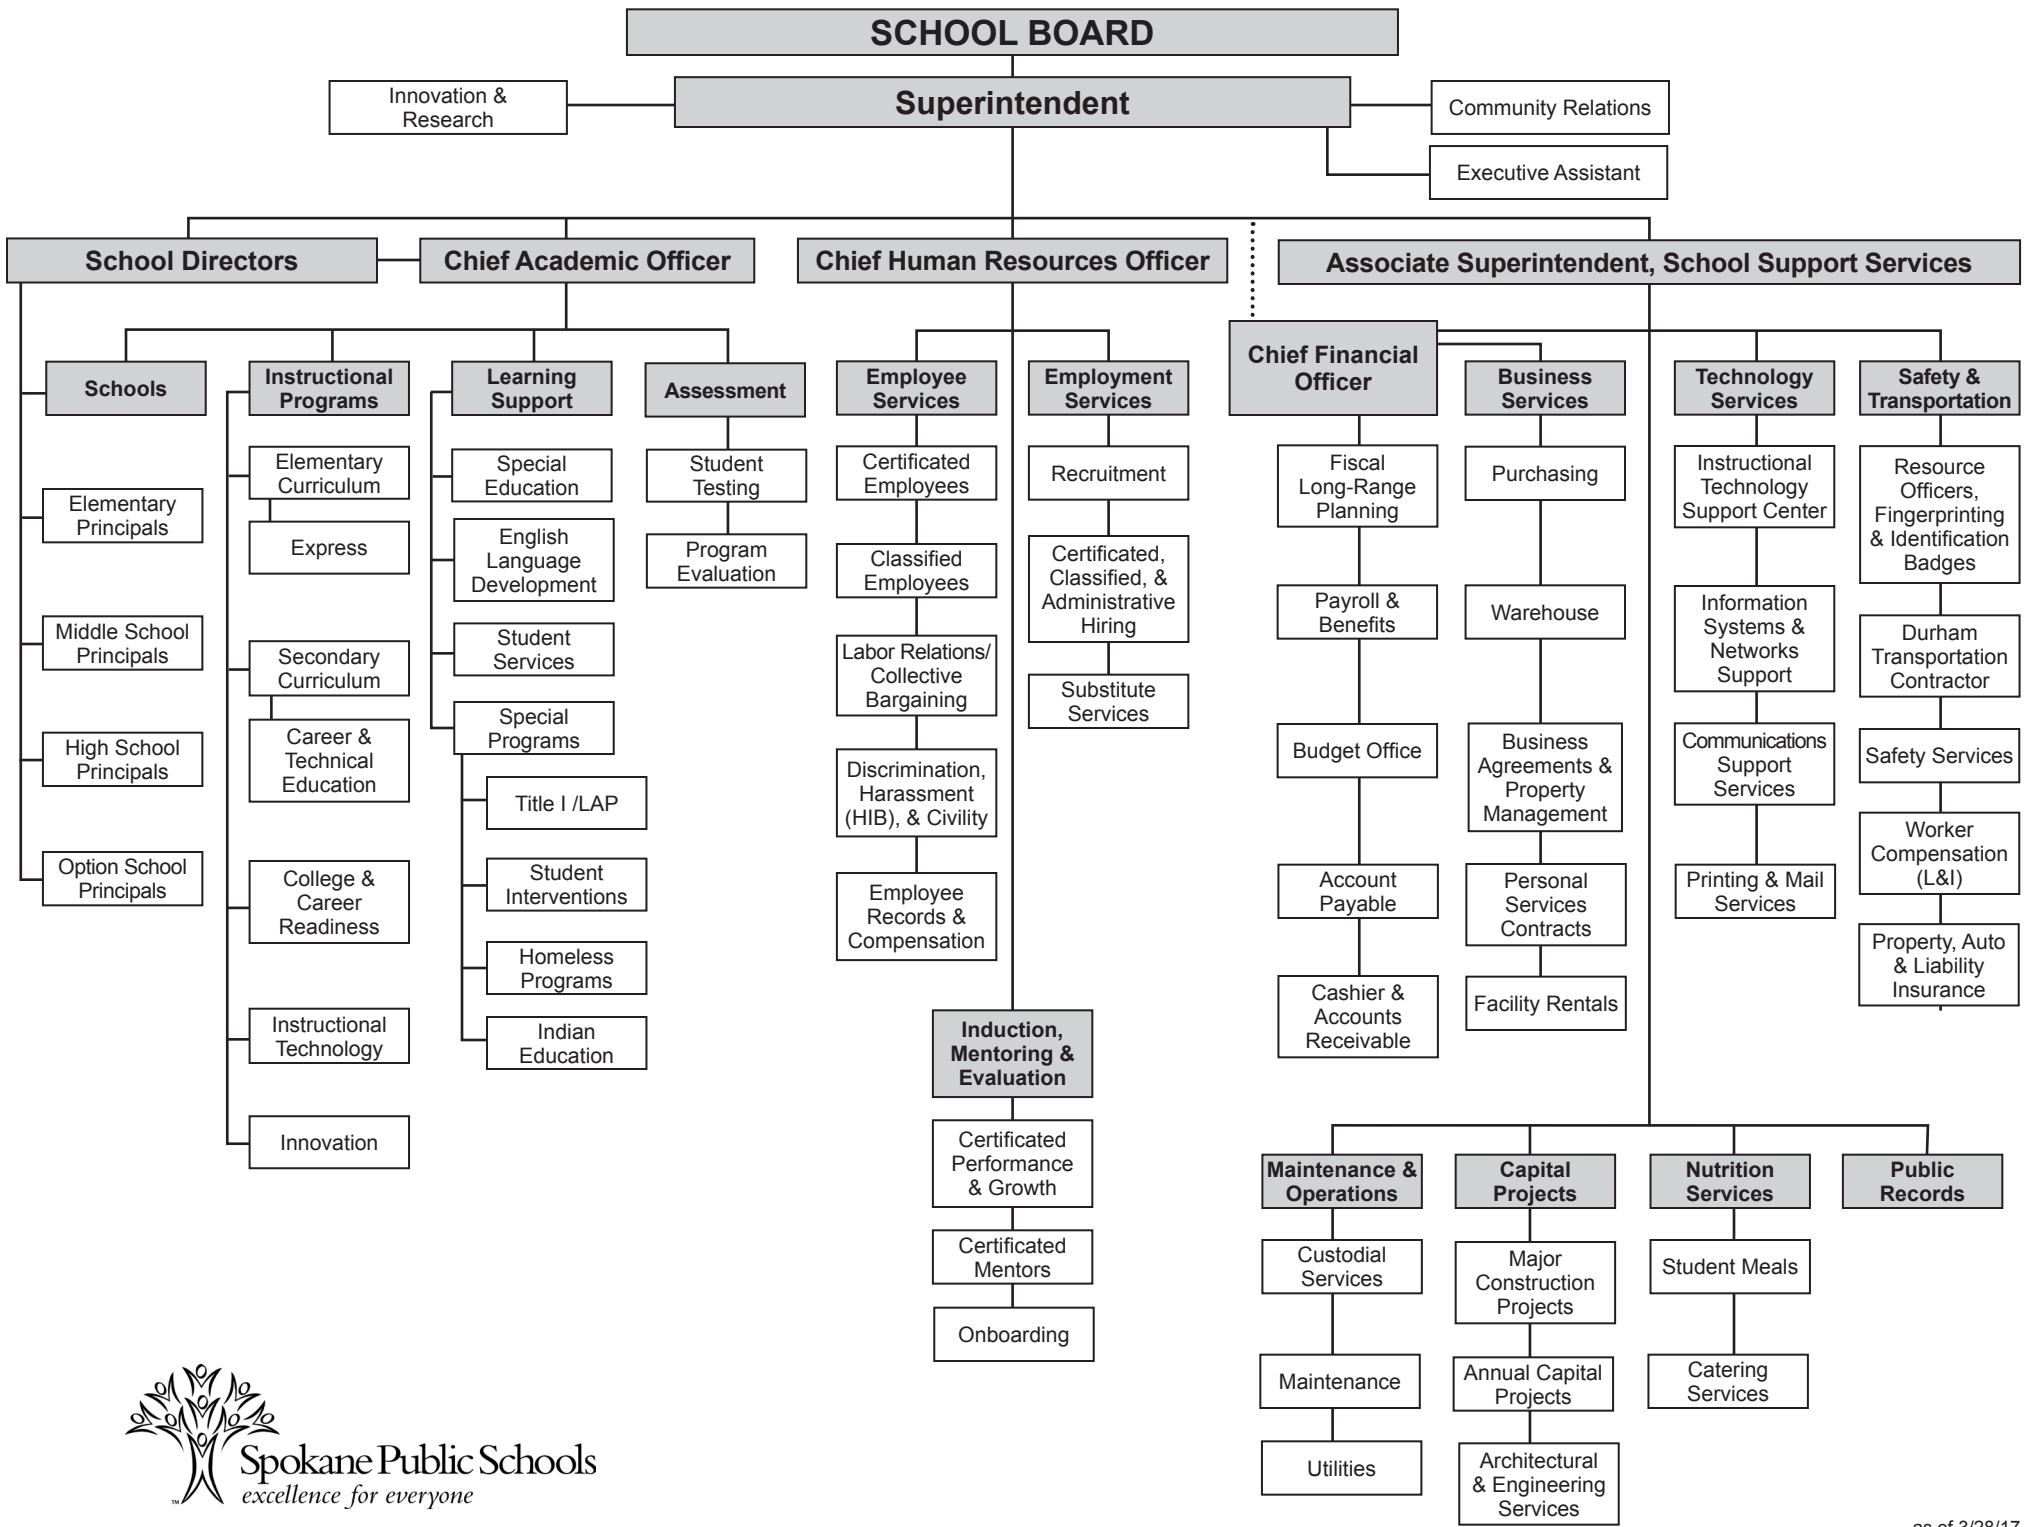 SCHOOL BOARD
Superintendent
Innovation &
Research
Community Relations
Executive Assistant
School Directors
Chief Academic Officer
Chief Human Resources Officer
Associate Superintendent, School Support Services
Schools
Elementary
Principals
Middle School
Principals
High School
Principals
Option School
Principals
Instructional
Programs
Elementary
Curriculum
Express
Secondary
Curriculum
Career &
Technical
Education
College &
Career
Readiness
Instructional
Technology
Innovation
Learning
Support
Special
Education
English
Language
Development
Student
Services
Special
Programs
Title I /LAP
Student
Interventions
Homeless
Programs
Indian
Education
Assessment
Student
Testing
Program
Evaluation
Employee
Services
Certificated
Employees
Classified
Employees
Labor Relations/
Collective
Bargaining
Discrimination,
Harassment
(HIB), & Civility
Employee
Records &
Compensation
Employment
Services
Recruitment
Certificated,
Classified, &
Administrative
Hiring
Substitute
Services
Induction,
Mentoring &
Evaluation
Certificated
Performance
& Growth
Certificated
Mentors
Onboarding
Chief Financial
Officer
Fiscal
Long-Range
Planning
Payroll &
Benefits
Budget Office
Account
Payable
Cashier &
Accounts
Receivable
Business
Services
Purchasing
Warehouse
Business
Agreements &
Property
Management
Personal
Services
Contracts
Facility Rentals
Technology
Services
Instructional
Technology
Support Center
Information
Systems &
Networks
Support
Communications
Support
Services
Printing & Mail
Services
Safety &
Transportation
Resource
Officers,
Fingerprinting
& Identification
Badges
Durham
Transportation
Contractor
Safety Services
Worker
Compensation
(L&I)
Property, Auto
& Liability
Insurance
Maintenance &
Operations
Custodial
Services
Maintenance
Utilities
Capital
Projects
Major
Construction
Projects
Annual Capital
Projects
Architectural
& Engineering
Services
Nutrition
Services
Student Meals
Catering
Services
Public
Records
Spokane Public Schools
excellence for everyone
TM
as of 3/28/17